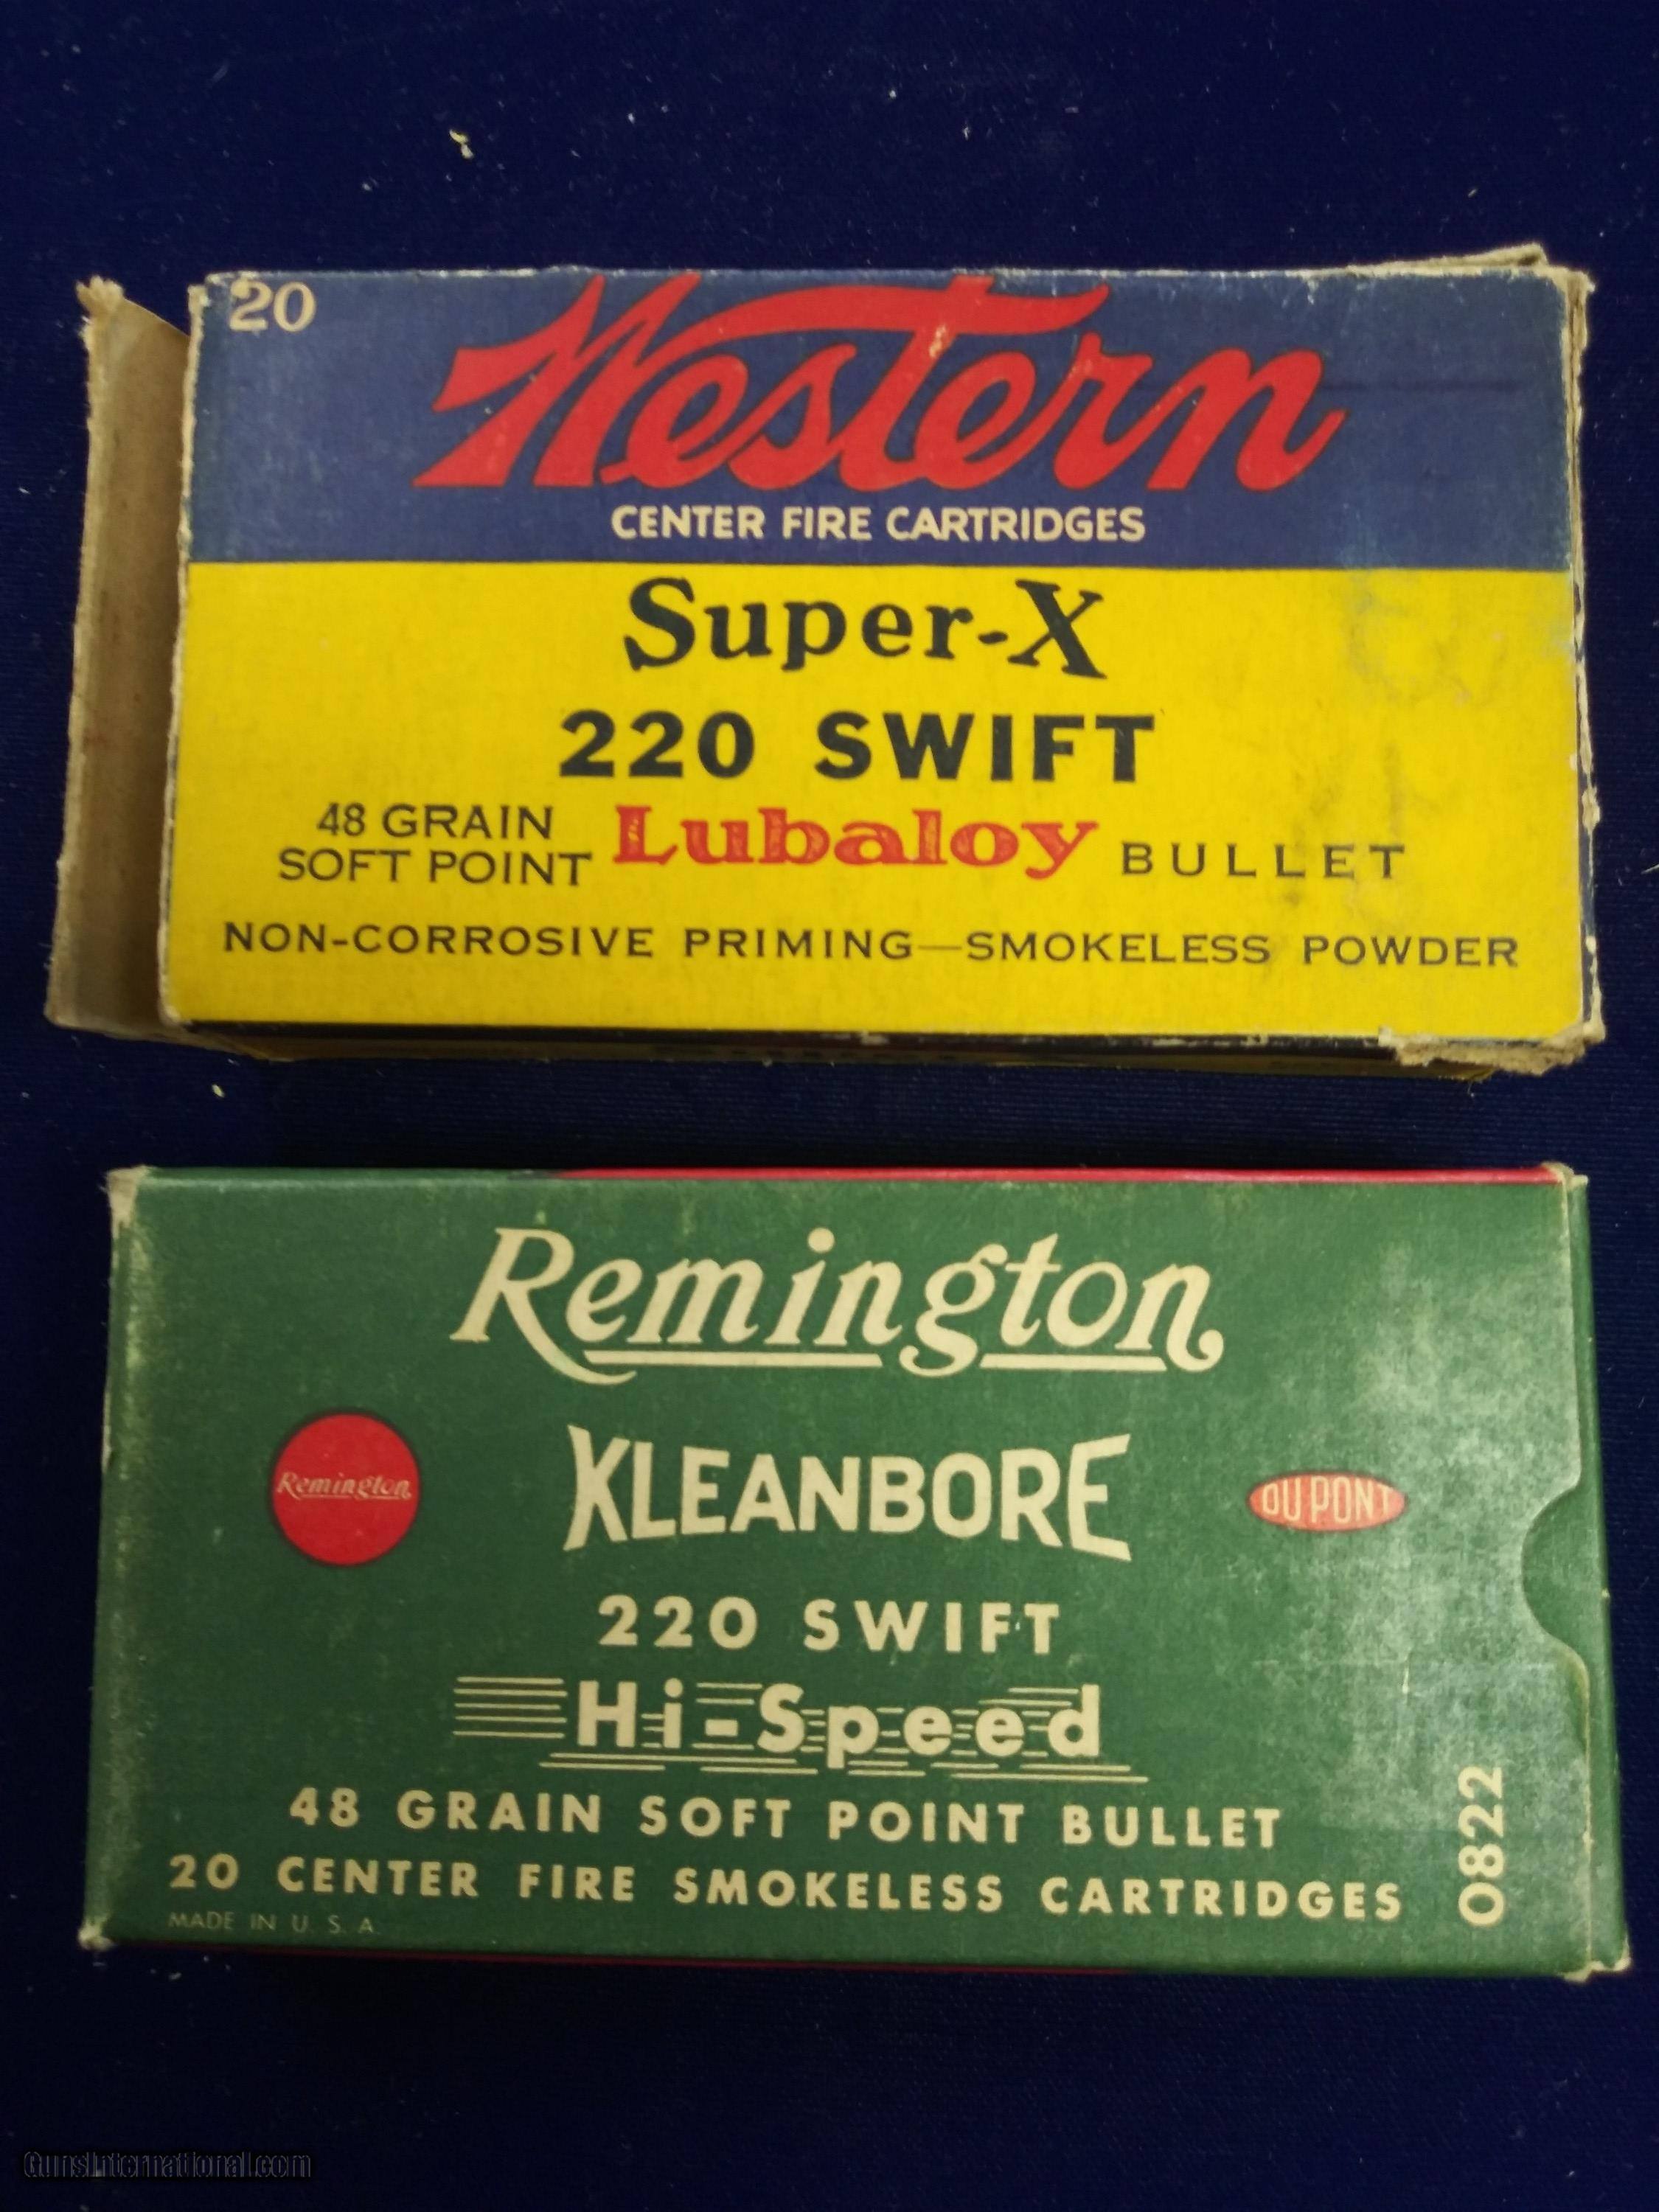 20
Western
CENTER FIRE CARTRIDGES
Super-X
220 SWIFT
48 GRAIN
SOFT POINT
Lubaloy BULLET
NON-CORROSIVE PRIMING—SMOKELESS POWDER
Remington
Remington
KLEANBORE
DU PONT
220 SWIFT
Hi-Speed
48 GRAIN SOFT POINT BULLET
20 CENTER FIRE SMOKELESS CARTRIDGES
0822
MADE IN U. S. A.
GunsInternational.com